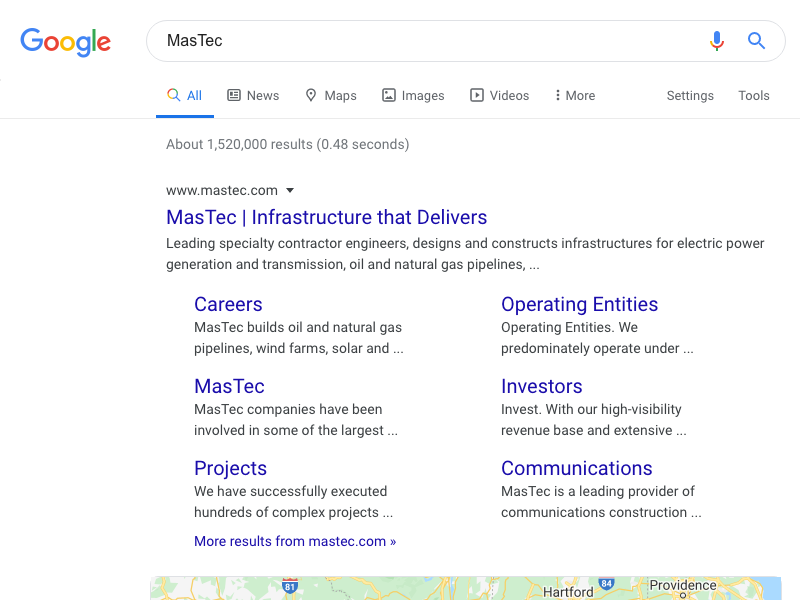 Google
MasTec
All
News
Maps
Images
Videos
More
Settings
Tools
About 1,520,000 results (0.48 seconds)
www.mastec.com
MasTec | Infrastructure that Delivers
Leading specialty contractor engineers, designs and constructs infrastructures for electric power
generation and transmission, oil and natural gas pipelines, ...
Careers
MasTec builds oil and natural gas
pipelines, wind farms, solar and ...
Operating Entities
Operating Entities. We
predominately operate under ...
MasTec
MasTec companies have been
involved in some of the largest ...
Investors
Invest. With our high-visibility
revenue base and extensive ...
Projects
We have successfully executed
hundreds of complex projects ...
Communications
MasTec is a leading provider of
communications construction ...
More results from mastec.com »
81
84
Hartford
Providence